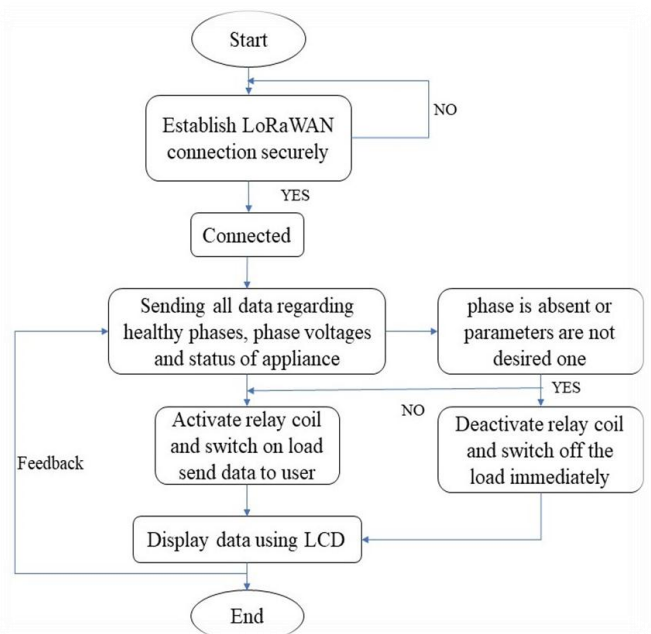 Start
NO
Establish LoRaWAN
connection securely
YES
Connected
Sending all data regarding
healthy phases, phase voltages
and status of appliance
phase is absent or
parameters are not
desired one
YES
NO
Activate relay coil
and switch on load
send data to user
Deactivate relay coil
and switch off the
load immediately
Feedback
Display data using LCD
End